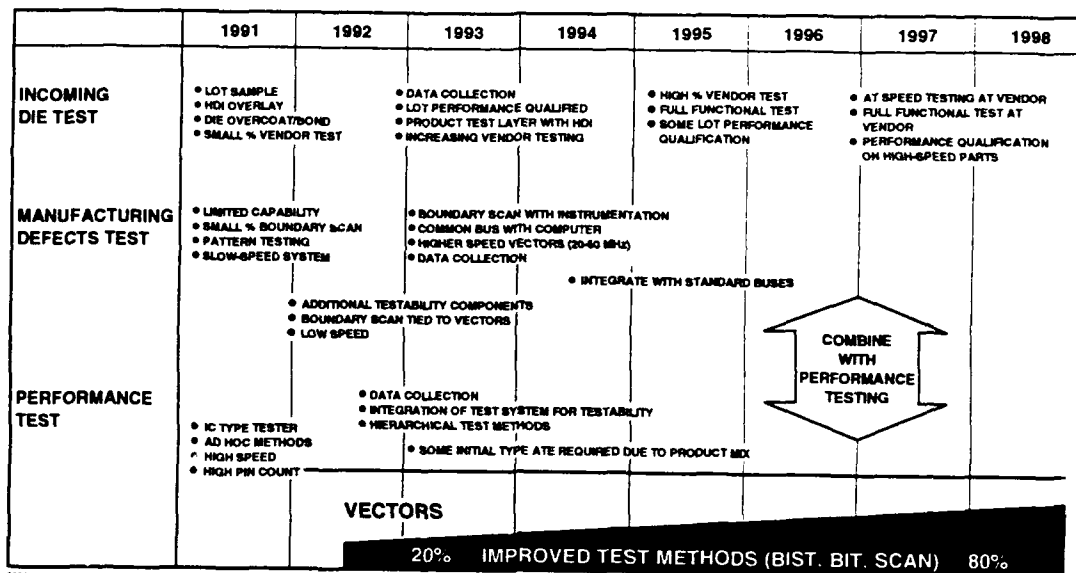 1991 1992 1993 1994 1995 1996 1997 1998
INCOMING
DIE TEST
● LOT SAMPLE
● HDI OVERLAY
● DIE OVERCOAT/BOND
● SMALL % VENDOR TEST
● DATA COLLECTION
● LOT PERFORMANCE QUALIFIED
● PRODUCT TEST LAYER WITH HDI
● INCREASING VENDOR TESTING
● HIGH % VENDOR TEST
● FULL FUNCTIONAL TEST
● SOME LOT PERFORMANCE
QUALIFICATION
● AT SPEED TESTING AT VENDOR
● FULL FUNCTIONAL TEST AT
VENDOR
● PERFORMANCE QUALIFICATION
ON HIGH-SPEED PARTS
MANUFACTURING
DEFECTS TEST
● LIMITED CAPABILITY
● SMALL % BOUNDARY SCAN
● PATTERN TESTING
● SLOW-SPEED SYSTEM
● BOUNDARY SCAN WITH INSTRUMENTATION
● COMMON BUS WITH COMPUTER
● HIGHER SPEED VECTORS (20-60 MHz)
● DATA COLLECTION
● INTEGRATE WITH STANDARD BUSES
● ADDITIONAL TESTABILITY COMPONENTS
● BOUNDARY SCAN TIED TO VECTORS
● LOW SPEED
COMBINE
WITH
PERFORMANCE
TESTING
PERFORMANCE
TEST
● IC TYPE TESTER
● AD HOC METHODS
● HIGH SPEED
● HIGH PIN COUNT
● DATA COLLECTION
● INTEGRATION OF TEST SYSTEM FOR TESTABILITY
● HIERARCHICAL TEST METHODS
● SOME INITIAL TYPE ATE REQUIRED DUE TO PRODUCT MIX
VECTORS
20% IMPROVED TEST METHODS (BIST. BIT. SCAN) 80%